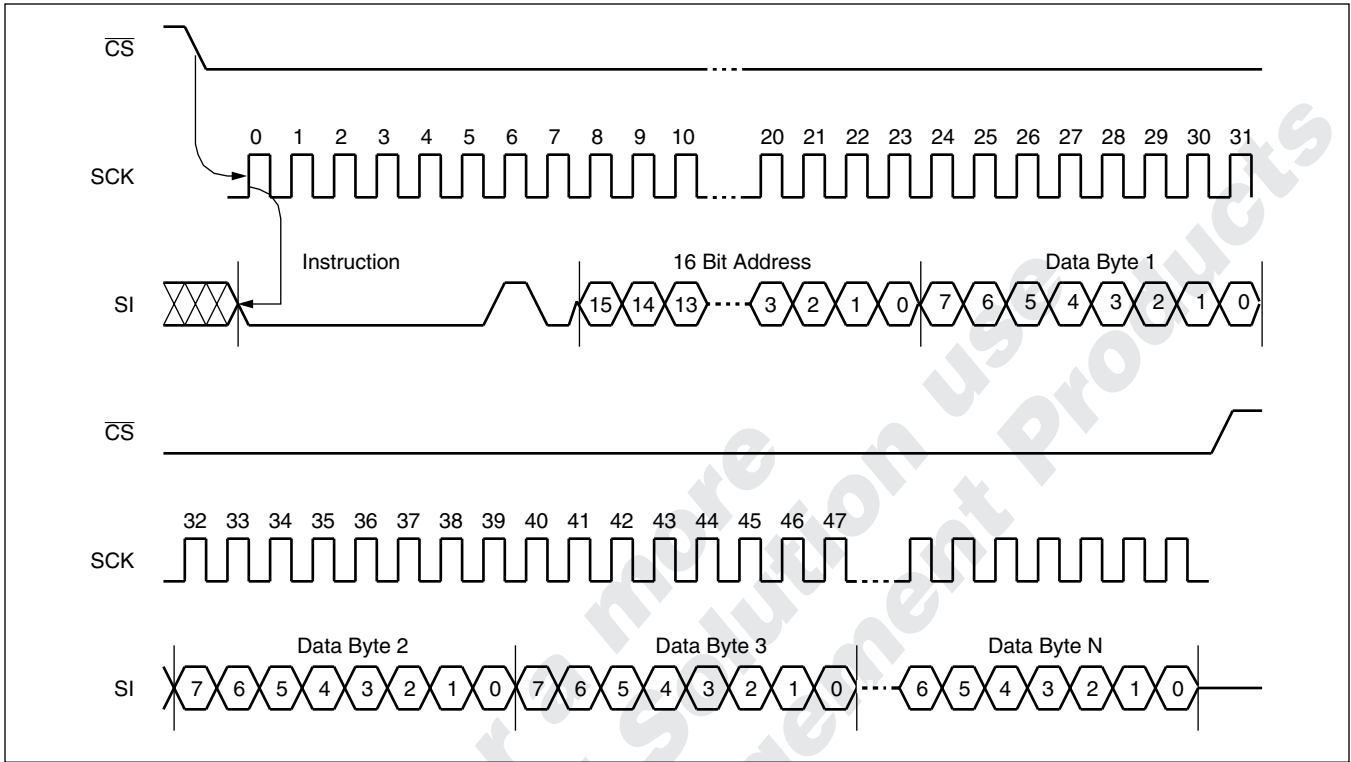 CS
0 1 2 3 4 5 6 7 8 9 10 20 21 22 23 24 25 26 27 28 29 30 31
SCK
Instruction 16 Bit Address Data Byte 1
SI 15 14 13 3 2 1 0 7 6 5 4 3 2 1 0
CS
32 33 34 35 36 37 38 39 40 41 42 43 44 45 46 47
SCK
Data Byte 2 Data Byte 3 Data Byte N
SI 7 6 5 4 3 2 1 0 7 6 5 4 3 2 1 0 6 5 4 3 2 1 0
r a more
Solution use
gement Products